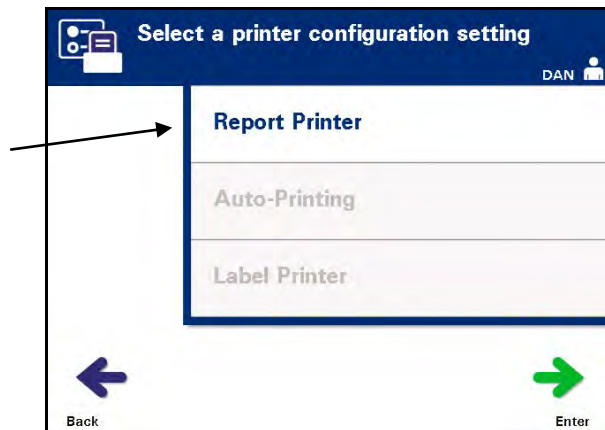 Select a printer configuration setting
DAN
Report Printer
Auto-Printing
Label Printer
Back
Enter